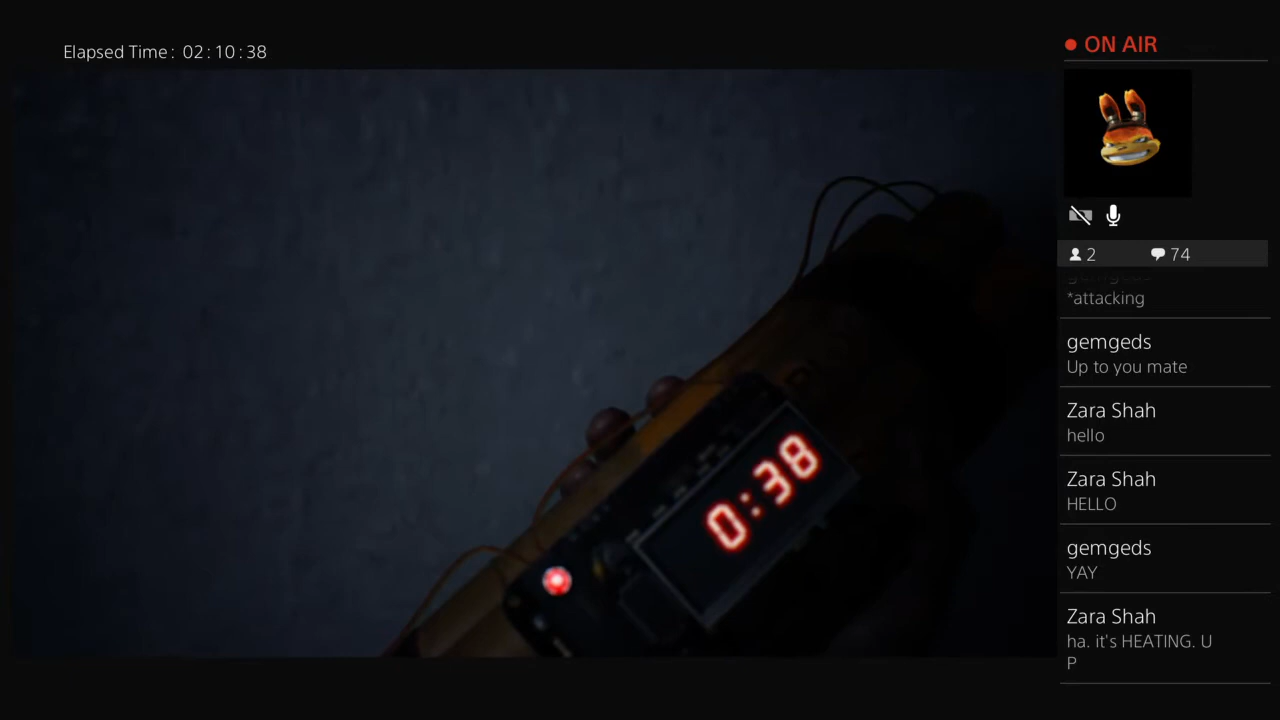 Elapsed Time: 02:10:38
ON AIR
2 74
*attacking
gemgeds
Up to you mate
Zara Shah
hello
Zara Shah
HELLO
gemgeds
YAY
Zara Shah
ha. it's HEATING. U
P
0:38